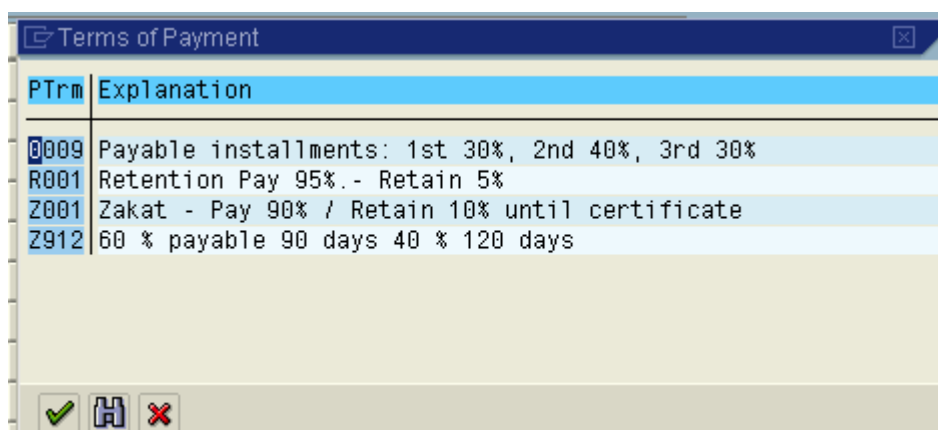 Terms of Payment
PTrm Explanation
0009 Payable installments: 1st 30%, 2nd 40%, 3rd 30%
R001 Retention Pay 95%.- Retain 5%
Z001 Zakat - Pay 90% / Retain 10% until certificate
Z912 60 % payable 90 days 40 % 120 days